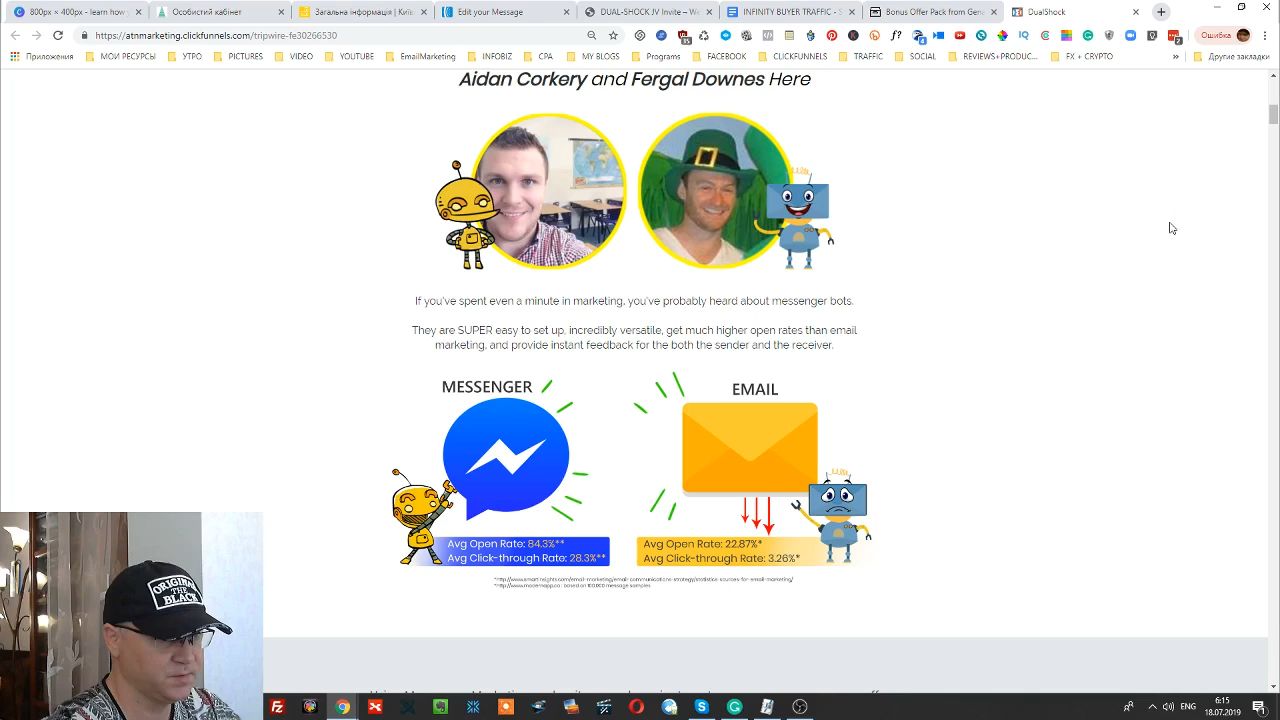 800px × 400px - learn how y
Особистий кабінет
Загальна інформація | Київ
Edit your Message
DUAL-SHOCK JV Invite – We
INFINITY BUYER TRAFFIC - S
Bonus Offer Pack from Gena
DualShock
https://atnmarketing.clickfunnels.com/tripwire-fe30266530
Ошибка
Приложения
МОИ РЕСУРСЫ
УТРО
PICTURES
VIDEO
YOUTUBE
EmailMarketing
INFOBIZ
CPA
MY BLOGS
Programs
FACEBOOK
CLICKFUNNELS
TRAFFIC
SOCIAL
REVIEWS+PRODUC...
FX + CRYPTO
»
Другие закладки
Aidan Corkery and Fergal Downes Here
If you've spent even a minute in marketing, you've probably heard about messenger bots.
They are SUPER easy to set up, incredibly versatile, get much higher open rates than email
marketing, and provide instant feedback for the both the sender and the receiver.
MESSENGER
EMAIL
Avg Open Rate: 84.3%**
Avg Click-through Rate: 28.3%**
Avg Open Rate: 22.87%*
Avg Click-through Rate: 3.26%*
ORIGINAL
THE
BLACK
ENG
6:15
18.07.2019